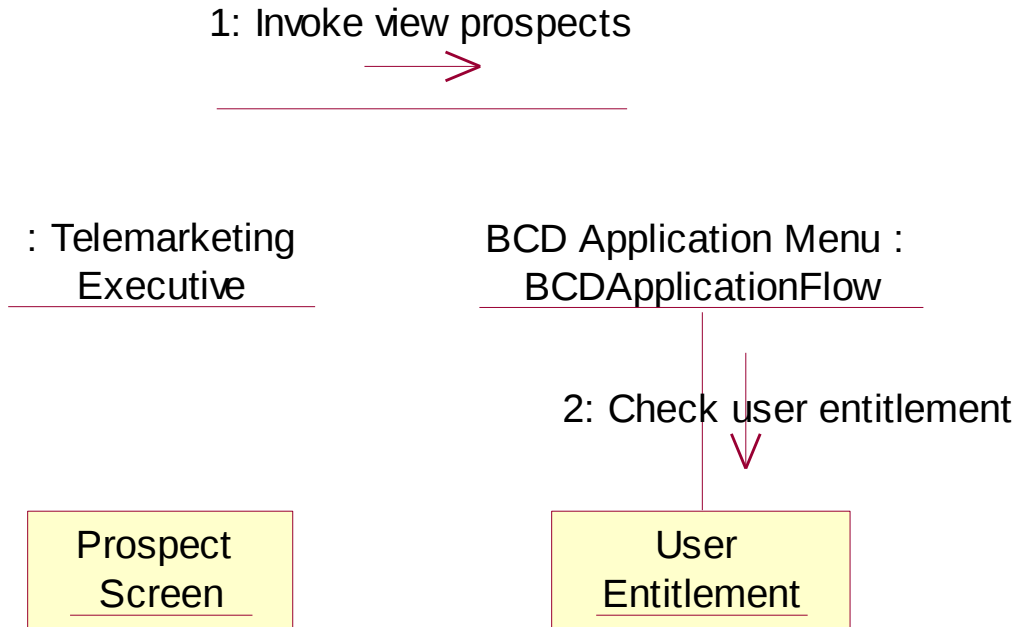 1: Invoke view prospects
: Telemarketing
Executive
BCD Application Menu :
BCDApplicationFlow
2: Check user entitlement
Prospect
Screen
User
Entitlement